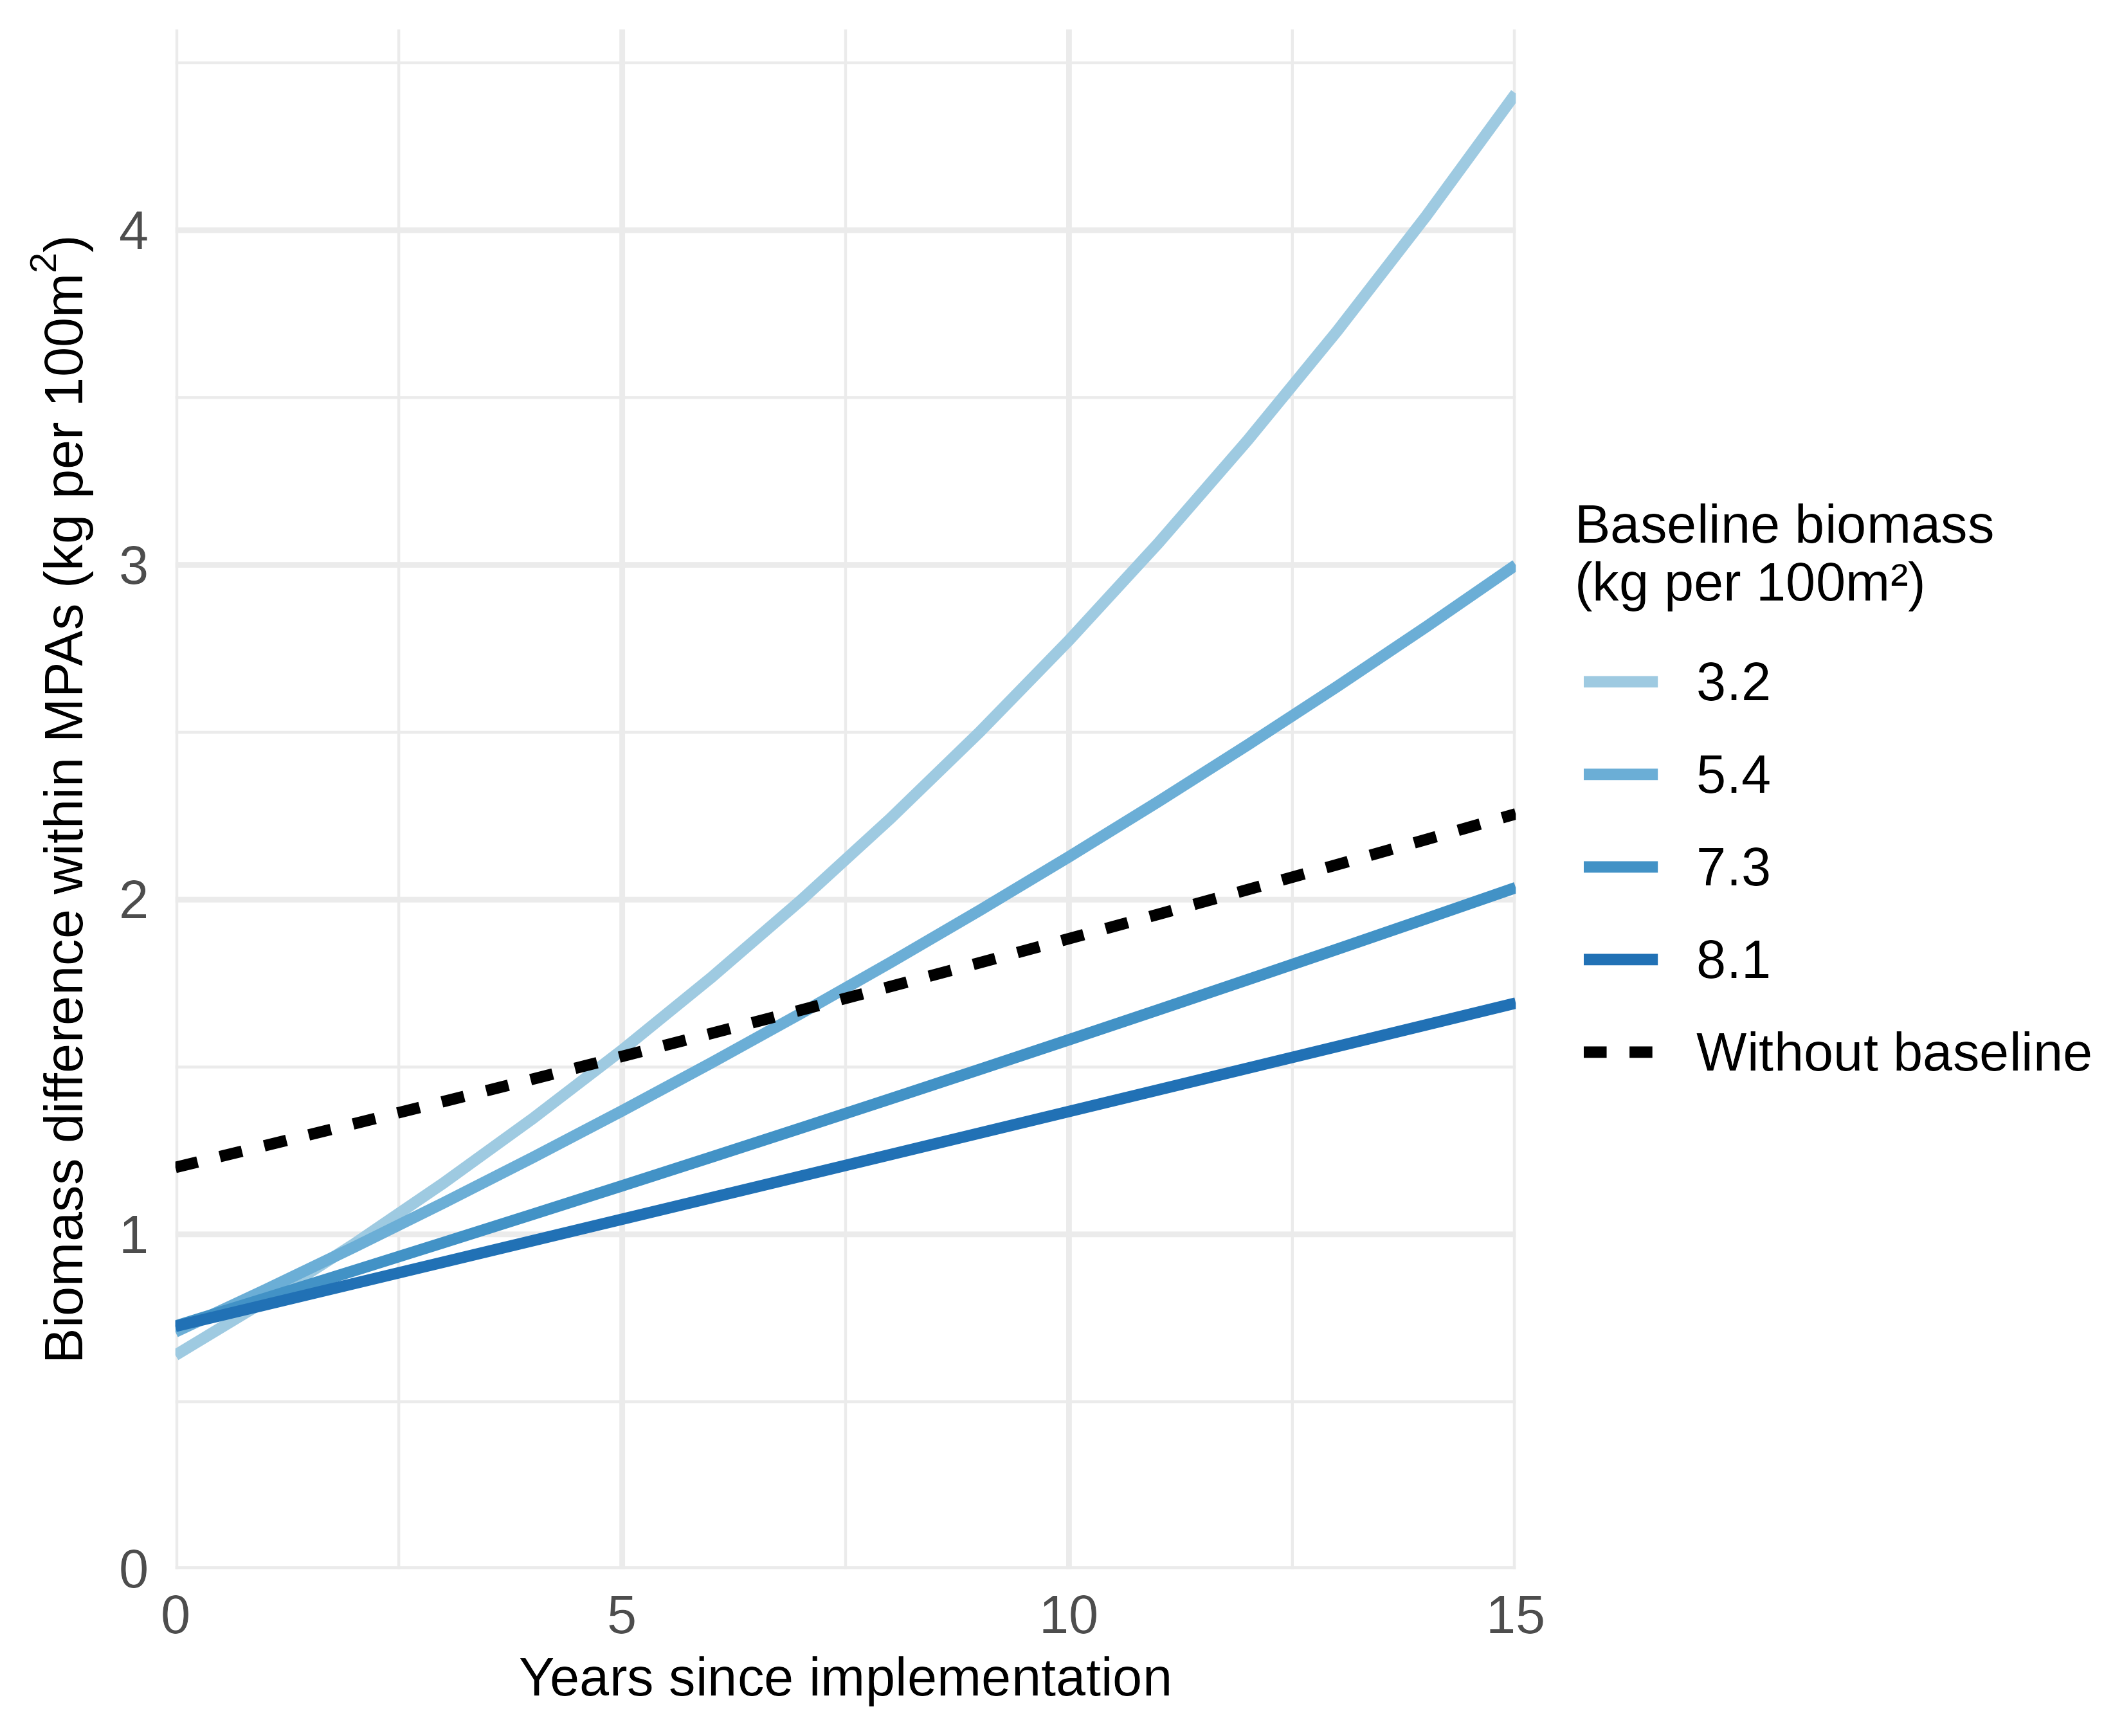 Biomass difference within MPAs (kg per 100m²)
4
3
2
1
0
0 5 10 15
Years since implementation
Baseline biomass
(kg per 100m²)
3.2
5.4
7.3
8.1
Without baseline